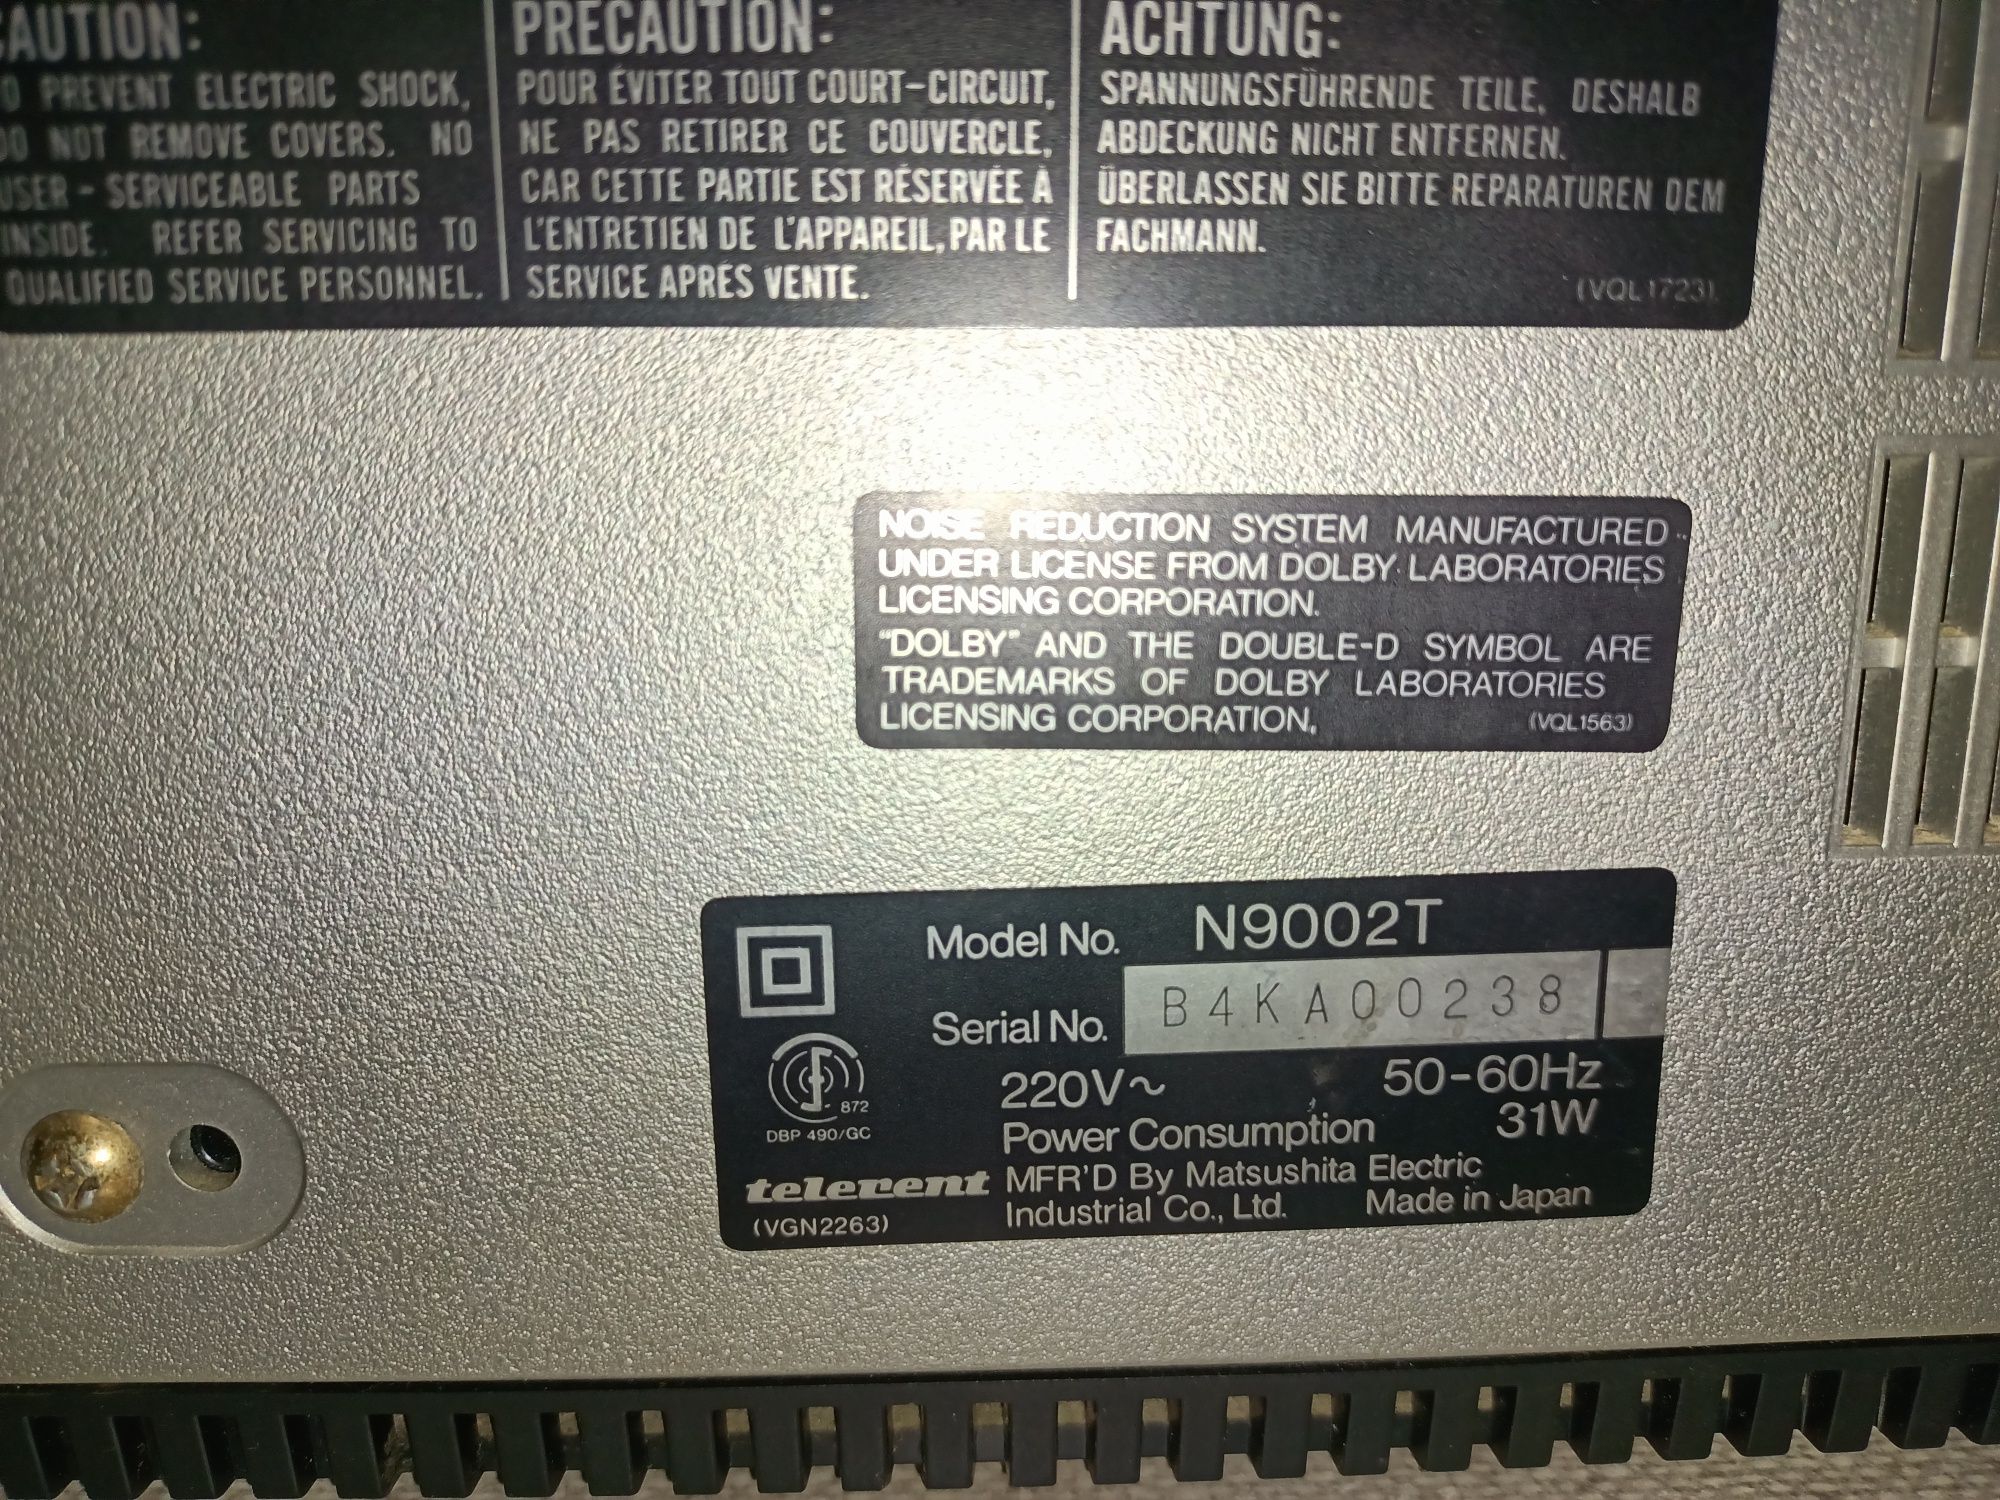 CAUTION:
TO PREVENT ELECTRIC SHOCK,
DO NOT REMOVE COVERS. NO
USER-SERVICEABLE PARTS
INSIDE. REFER SERVICING TO
QUALIFIED SERVICE PERSONNEL.
PRÉCAUTION:
POUR ÉVITER TOUT COURT-CIRCUIT,
NE PAS RETIRER CE COUVERCLE,
CAR CETTE PARTIE EST RÉSERVÉE À
L'ENTRETIEN DE L'APPAREIL, PAR LE
SERVICE APRÈS VENTE.
ACHTUNG:
SPANNUNGSFÜHRENDE TEILE, DESHALB
ABDECKUNG NICHT ENTFERNEN.
ÜBERLASSEN SIE BITTE REPARATUREN DEM
FACHMANN.
(VQL1723)
NOISE REDUCTION SYSTEM MANUFACTURED
UNDER LICENSE FROM DOLBY LABORATORIES
LICENSING CORPORATION.
"DOLBY" AND THE DOUBLE-D SYMBOL ARE
TRADEMARKS OF DOLBY LABORATORIES
LICENSING CORPORATION,
(VQL1563)
Model No. N9002T
Serial No. B4KA00238
220V~ 50-60Hz
Power Consumption 31W
MFR'D By Matsushita Electric
Industrial Co., Ltd. Made in Japan
872
DBP 490/GC
telerent
(VGN2263)